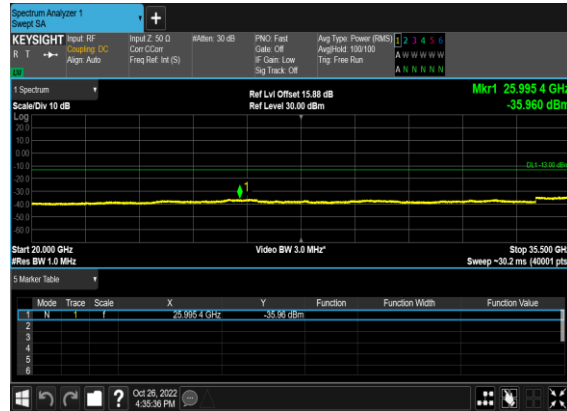 Spectrum Analyzer 1
Swept SA
+
KEYSIGHT Input: RF Input Z: 50 Ω #Atten: 30 dB PNO: Fast Avg Type: Power (RMS) 1 2 3 4 5 6
R T Coupling: DC Corr CCorr Gate: Off Avg|Hold: 100/100 A W W W W W
Align: Auto Freq Ref: Int (S) IF Gain: Low Trig: Free Run
Sig Track: Off A N N N N N
1 Spectrum Ref Lvl Offset 15.88 dB Mkr1 25.995 4 GHz
Scale/Div 10 dB Ref Level 30.00 dBm -35.960 dBm
Log
20.0
10.0
0.00
-10.0 DL1 -13.00 dBm
-20.0
-30.0 1
-40.0
-50.0
-60.0
Start 20.000 GHz Video BW 3.0 MHz* Stop 35.500 GHz
#Res BW 1.0 MHz Sweep ~30.2 ms (40001 pts)
5 Marker Table
Mode Trace Scale X Y Function Function Width Function Value
1 N 1 f 25.995 4 GHz -35.96 dBm
2
3
4
5
6
? Oct 26, 2022
4:35:36 PM